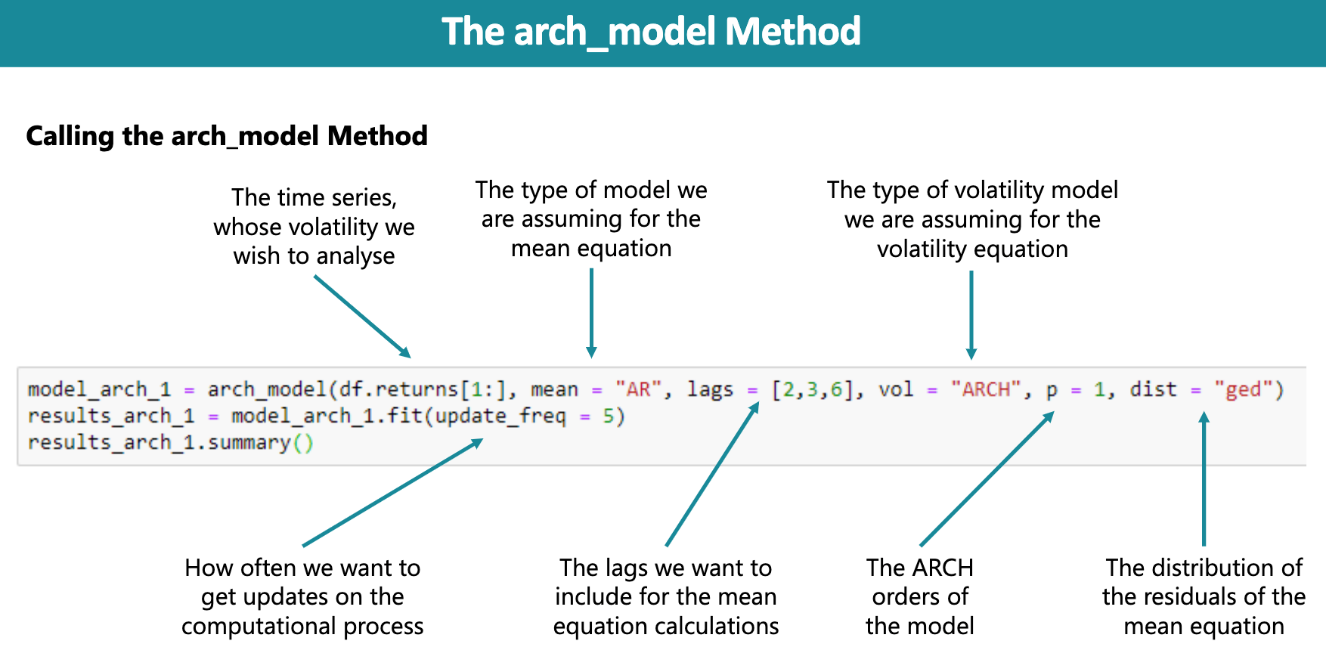 The arch_model Method
Calling the arch_model Method
The time series,
whose volatility we
wish to analyse
The type of model we
are assuming for the
mean equation
The type of volatility model
we are assuming for the
volatility equation
model_arch_1 = arch_model(df.returns[1:], mean = "AR", lags = [2,3,6], vol = "ARCH", p = 1, dist = "ged")
results_arch_1 = model_arch_1.fit(update_freq = 5)
results_arch_1.summary()
How often we want to
get updates on the
computational process
The lags we want to
include for the mean
equation calculations
The ARCH
orders of
the model
The distribution of
the residuals of the
mean equation